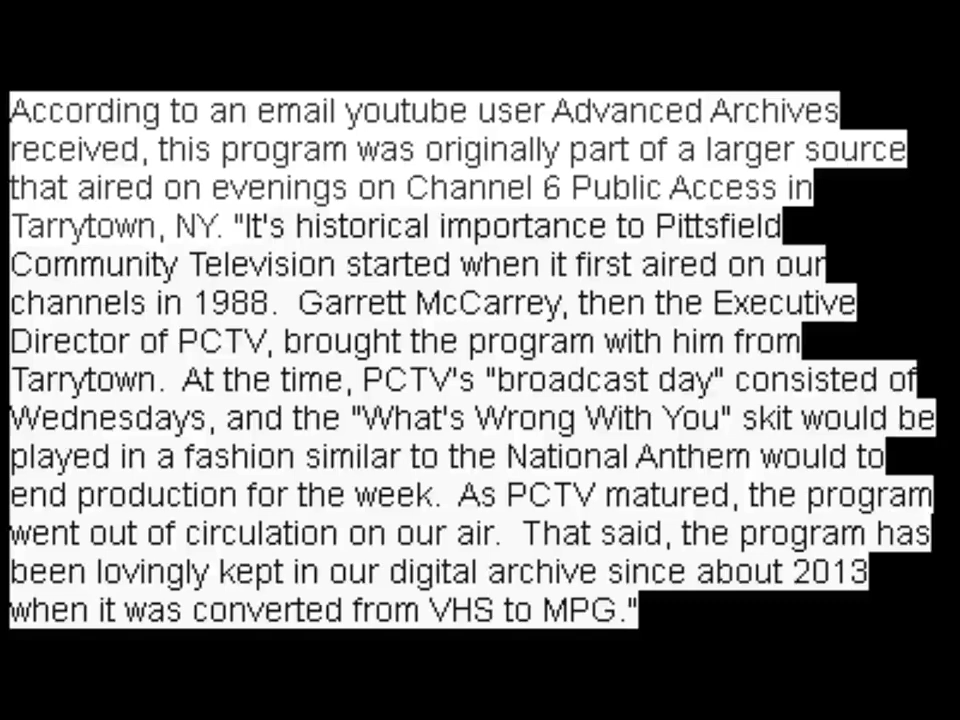 According to an email youtube user Advanced Archives
received, this program was originally part of a larger source
that aired on evenings on Channel 6 Public Access in
Tarrytown, NY. "It's historical importance to Pittsfield
Community Television started when it first aired on our
channels in 1988.  Garrett McCarrey, then the Executive
Director of PCTV, brought the program with him from
Tarrytown.  At the time, PCTV's "broadcast day" consisted of
Wednesdays, and the "What's Wrong With You" skit would be
played in a fashion similar to the National Anthem would to
end production for the week.  As PCTV matured, the program
went out of circulation on our air.  That said, the program has
been lovingly kept in our digital archive since about 2013
when it was converted from VHS to MPG."